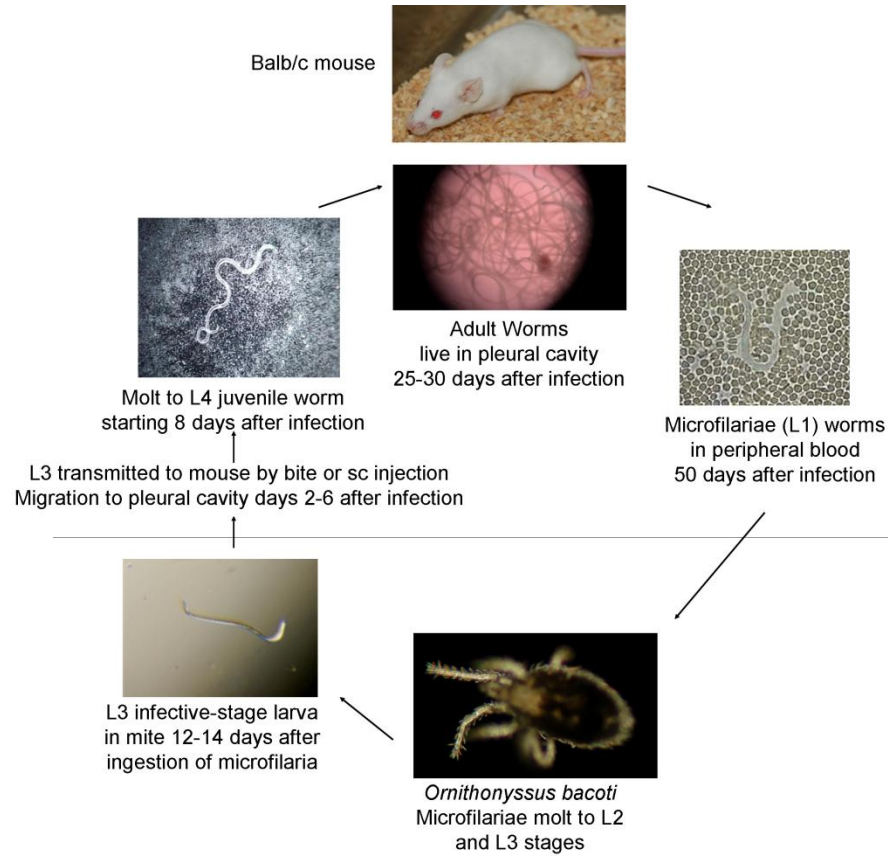 Balb/c mouse
Adult Worms
live in pleural cavity
25-30 days after infection
Microfilariae (L1) worms
in peripheral blood
50 days after infection
Ornithonyssus bacoti
Microfilariae molt to L2
and L3 stages
L3 infective-stage larva
in mite 12-14 days after
ingestion of microfilaria
L3 transmitted to mouse by bite or sc injection
Migration to pleural cavity days 2-6 after infection
Molt to L4 juvenile worm
starting 8 days after infection